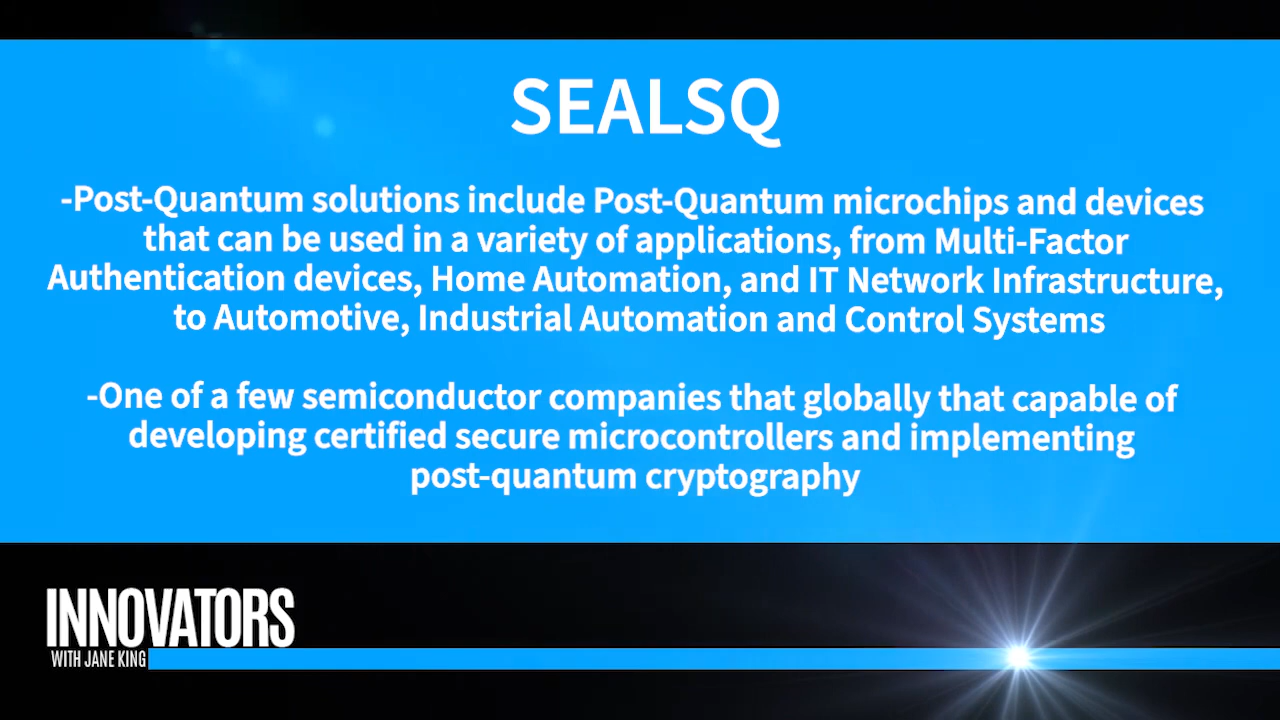 SEALSQ
-Post-Quantum solutions include Post-Quantum microchips and devices
that can be used in a variety of applications, from Multi-Factor
Authentication devices, Home Automation, and IT Network Infrastructure,
to Automotive, Industrial Automation and Control Systems
-One of a few semiconductor companies that globally that capable of
developing certified secure microcontrollers and implementing
post-quantum cryptography
INNOVATORS
WITH JANE KING